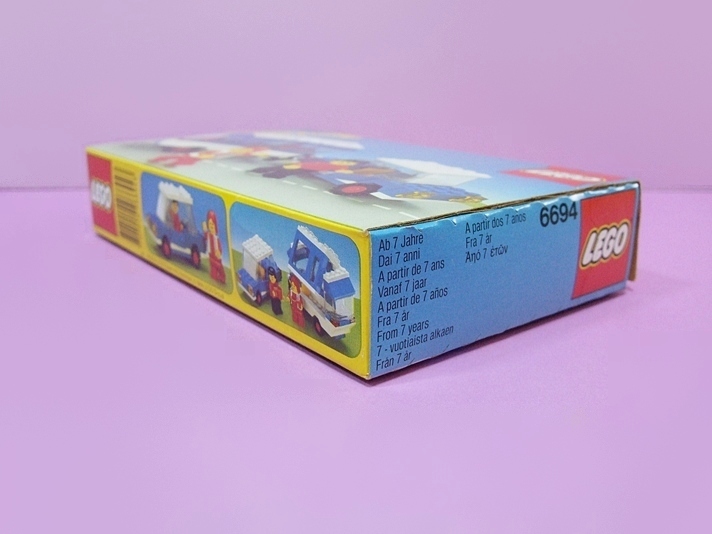 LEGO
Ab 7 Jahre
Dai 7 anni
A partir de 7 ans
Vanaf 7 jaar
A partir de 7 años
Fra 7 år
From 7 years
7 - vuotiaista alkaen
Från 7 år
A partir dos 7 anos
Fra 7 år
Από 7 ετών
6694
LEGO